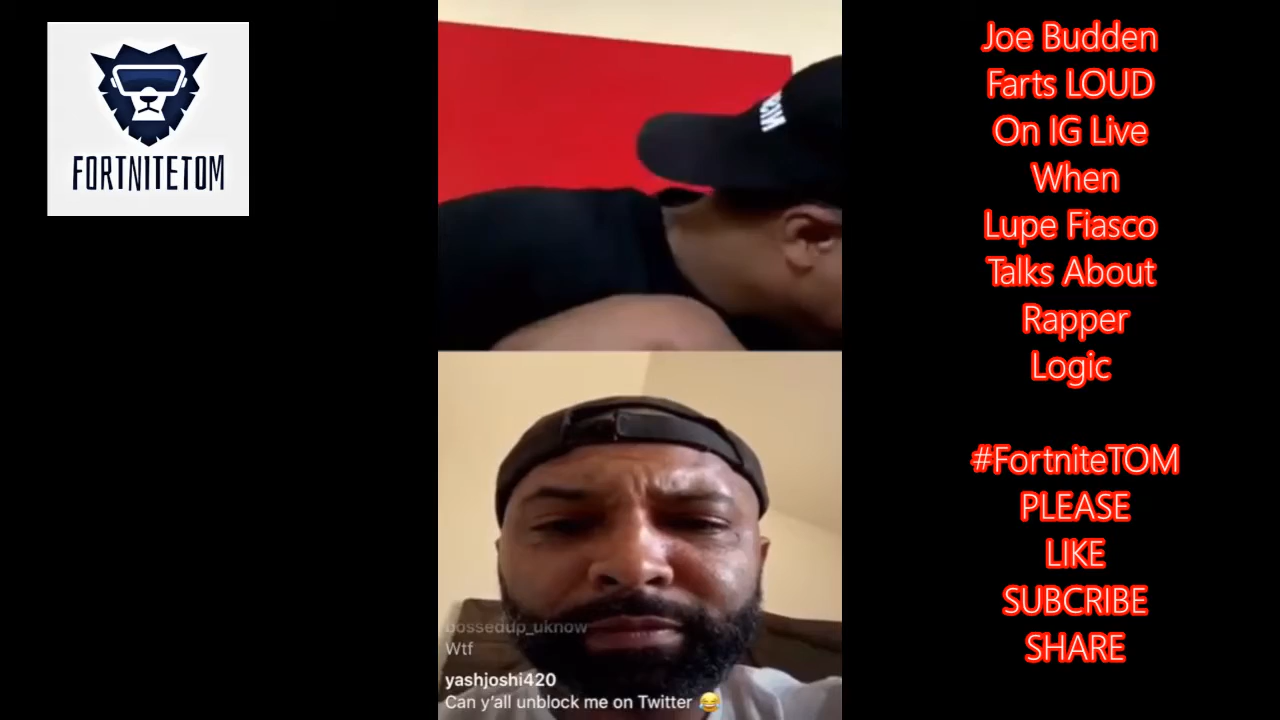 FORTNITETOM
Joe Budden
Farts LOUD
On IG Live
When
Lupe Fiasco
Talks About
Rapper
Logic
#FortniteTOM
PLEASE
LIKE
SUBCRIBE
SHARE
bossedup_uknow
Wtf
yashjoshi420
Can y'all unblock me on Twitter 😂